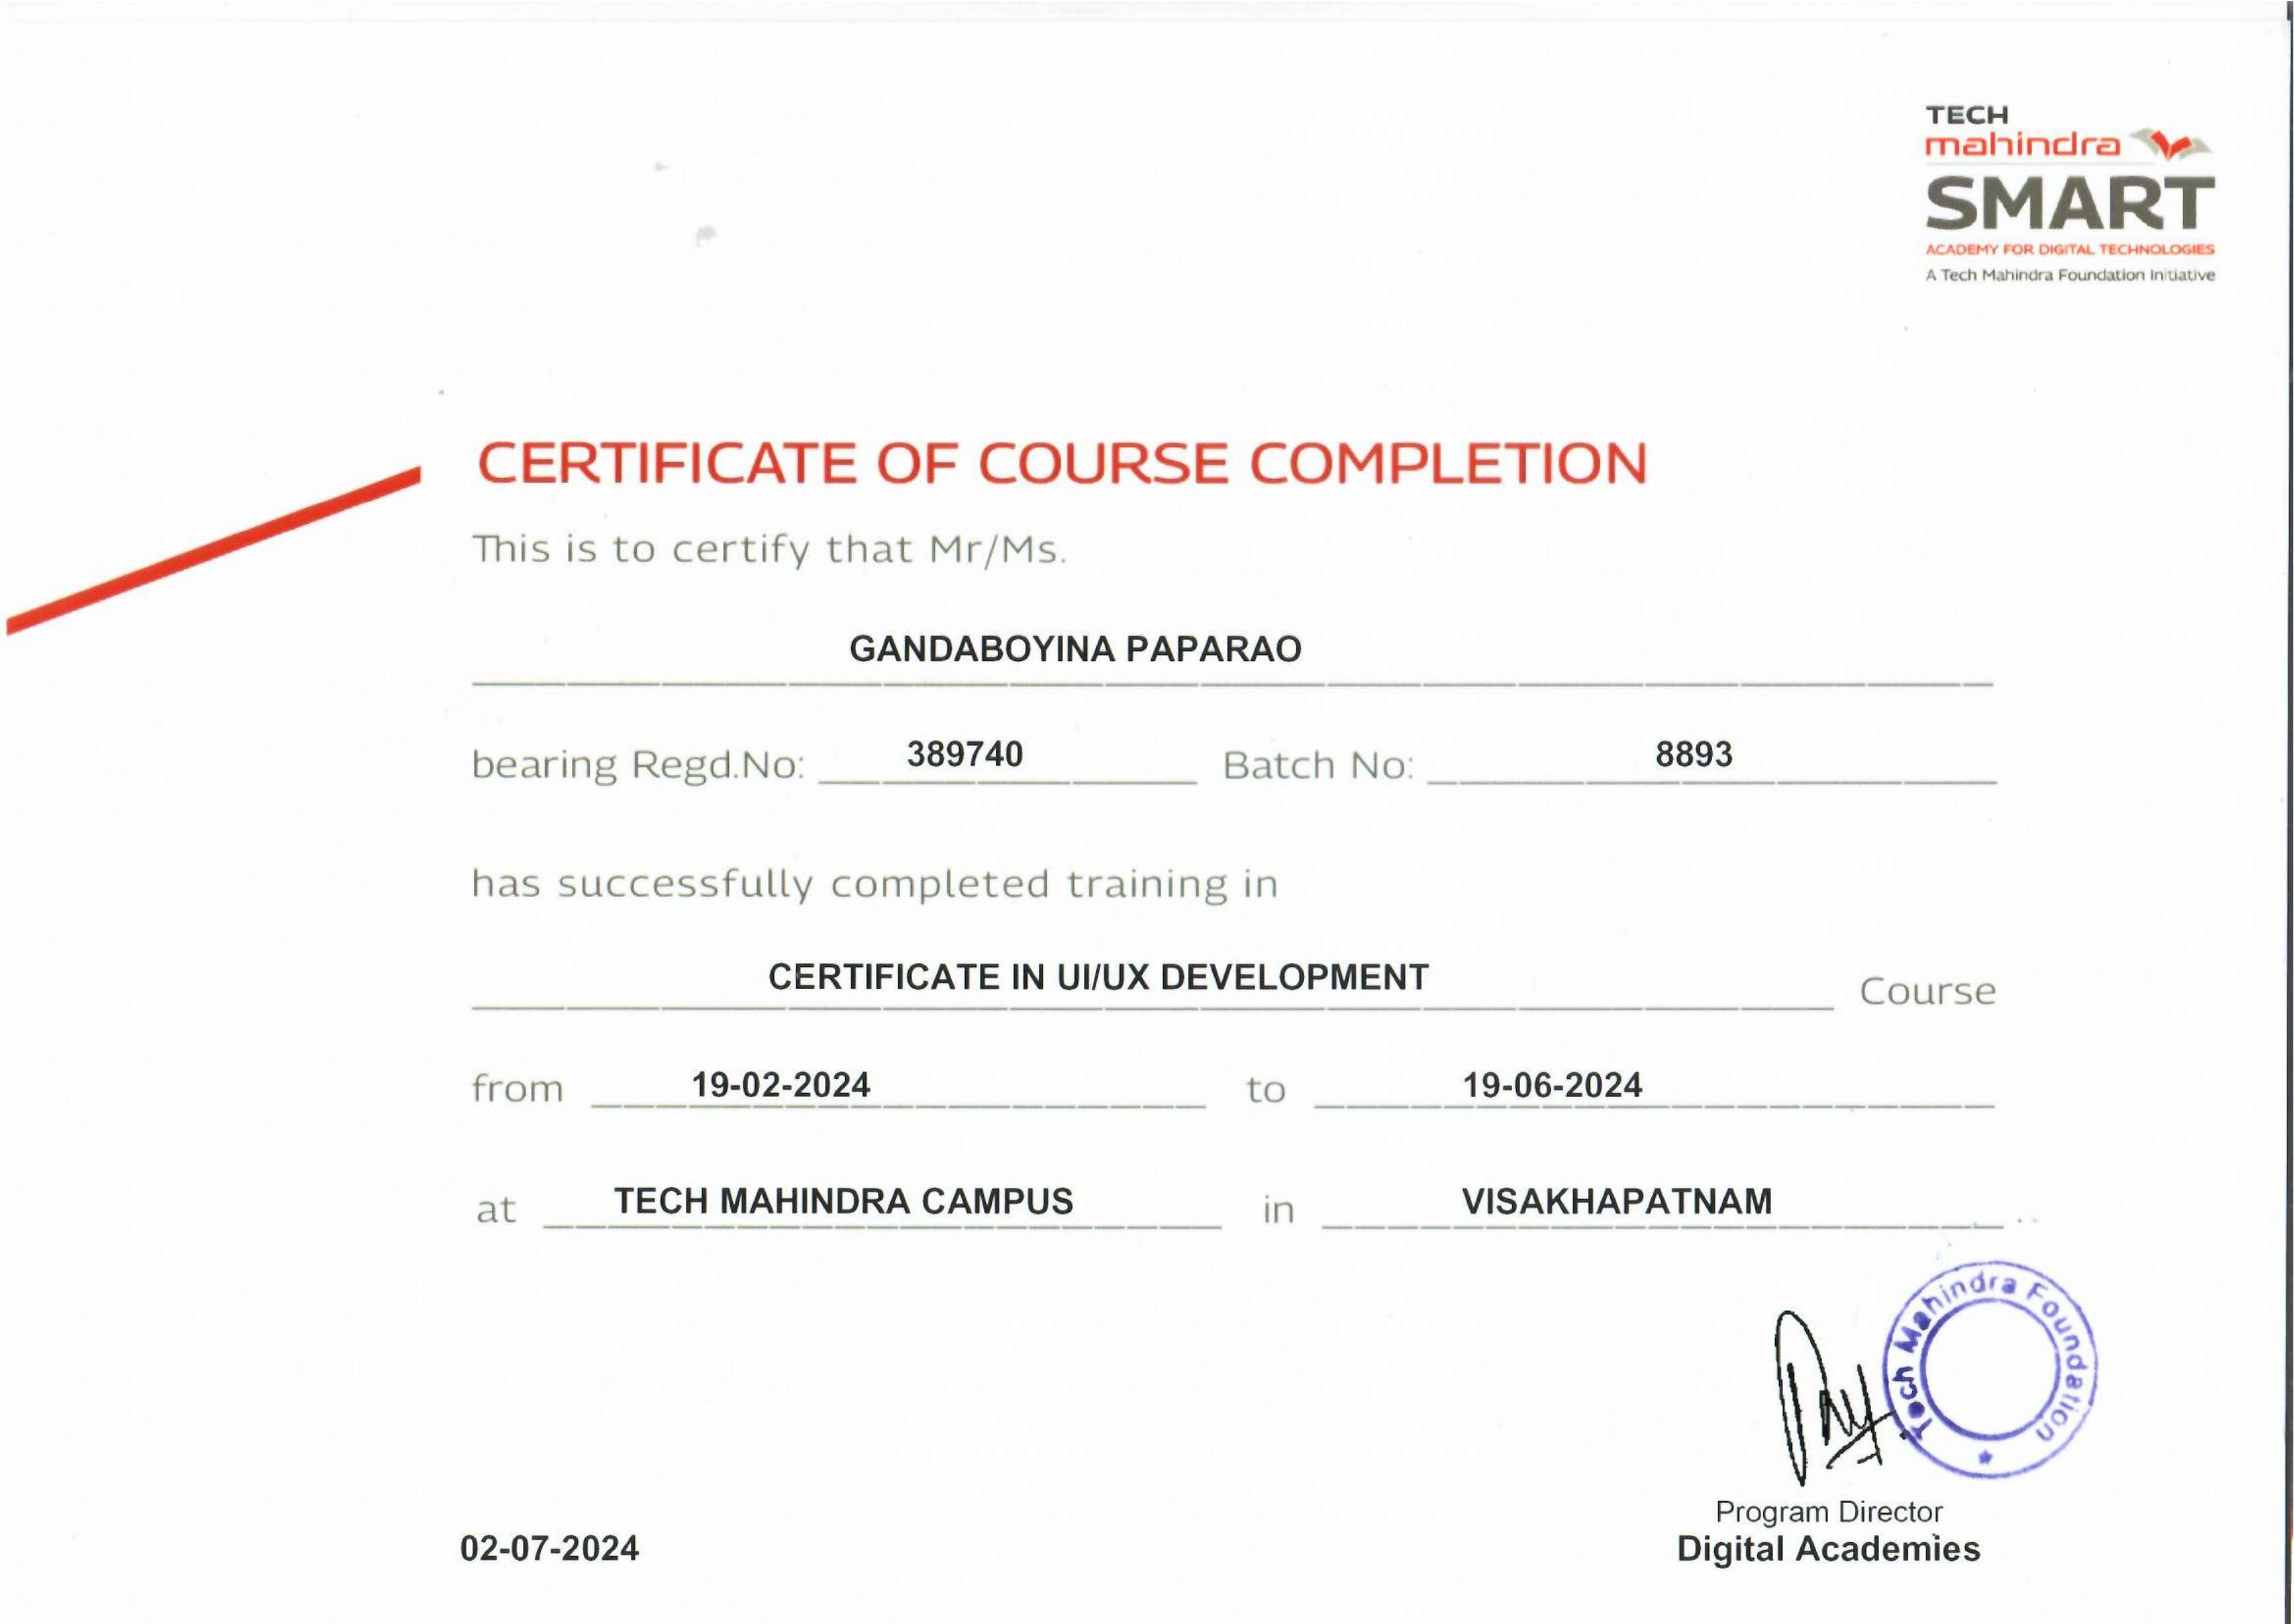 TECH
mahindra
SMART
ACADEMY FOR DIGITAL TECHNOLOGIES
A Tech Mahindra Foundation Initiative
CERTIFICATE OF COURSE COMPLETION
This is to certify that Mr/Ms.
GANDABOYINA PAPARAO
bearing Regd.No: 389740 Batch No: 8893
has successfully completed training in
CERTIFICATE IN UI/UX DEVELOPMENT Course
from 19-02-2024 to 19-06-2024
at TECH MAHINDRA CAMPUS in VISAKHAPATNAM
Tech Mahindra Foundation
Program Director
Digital Academies
02-07-2024